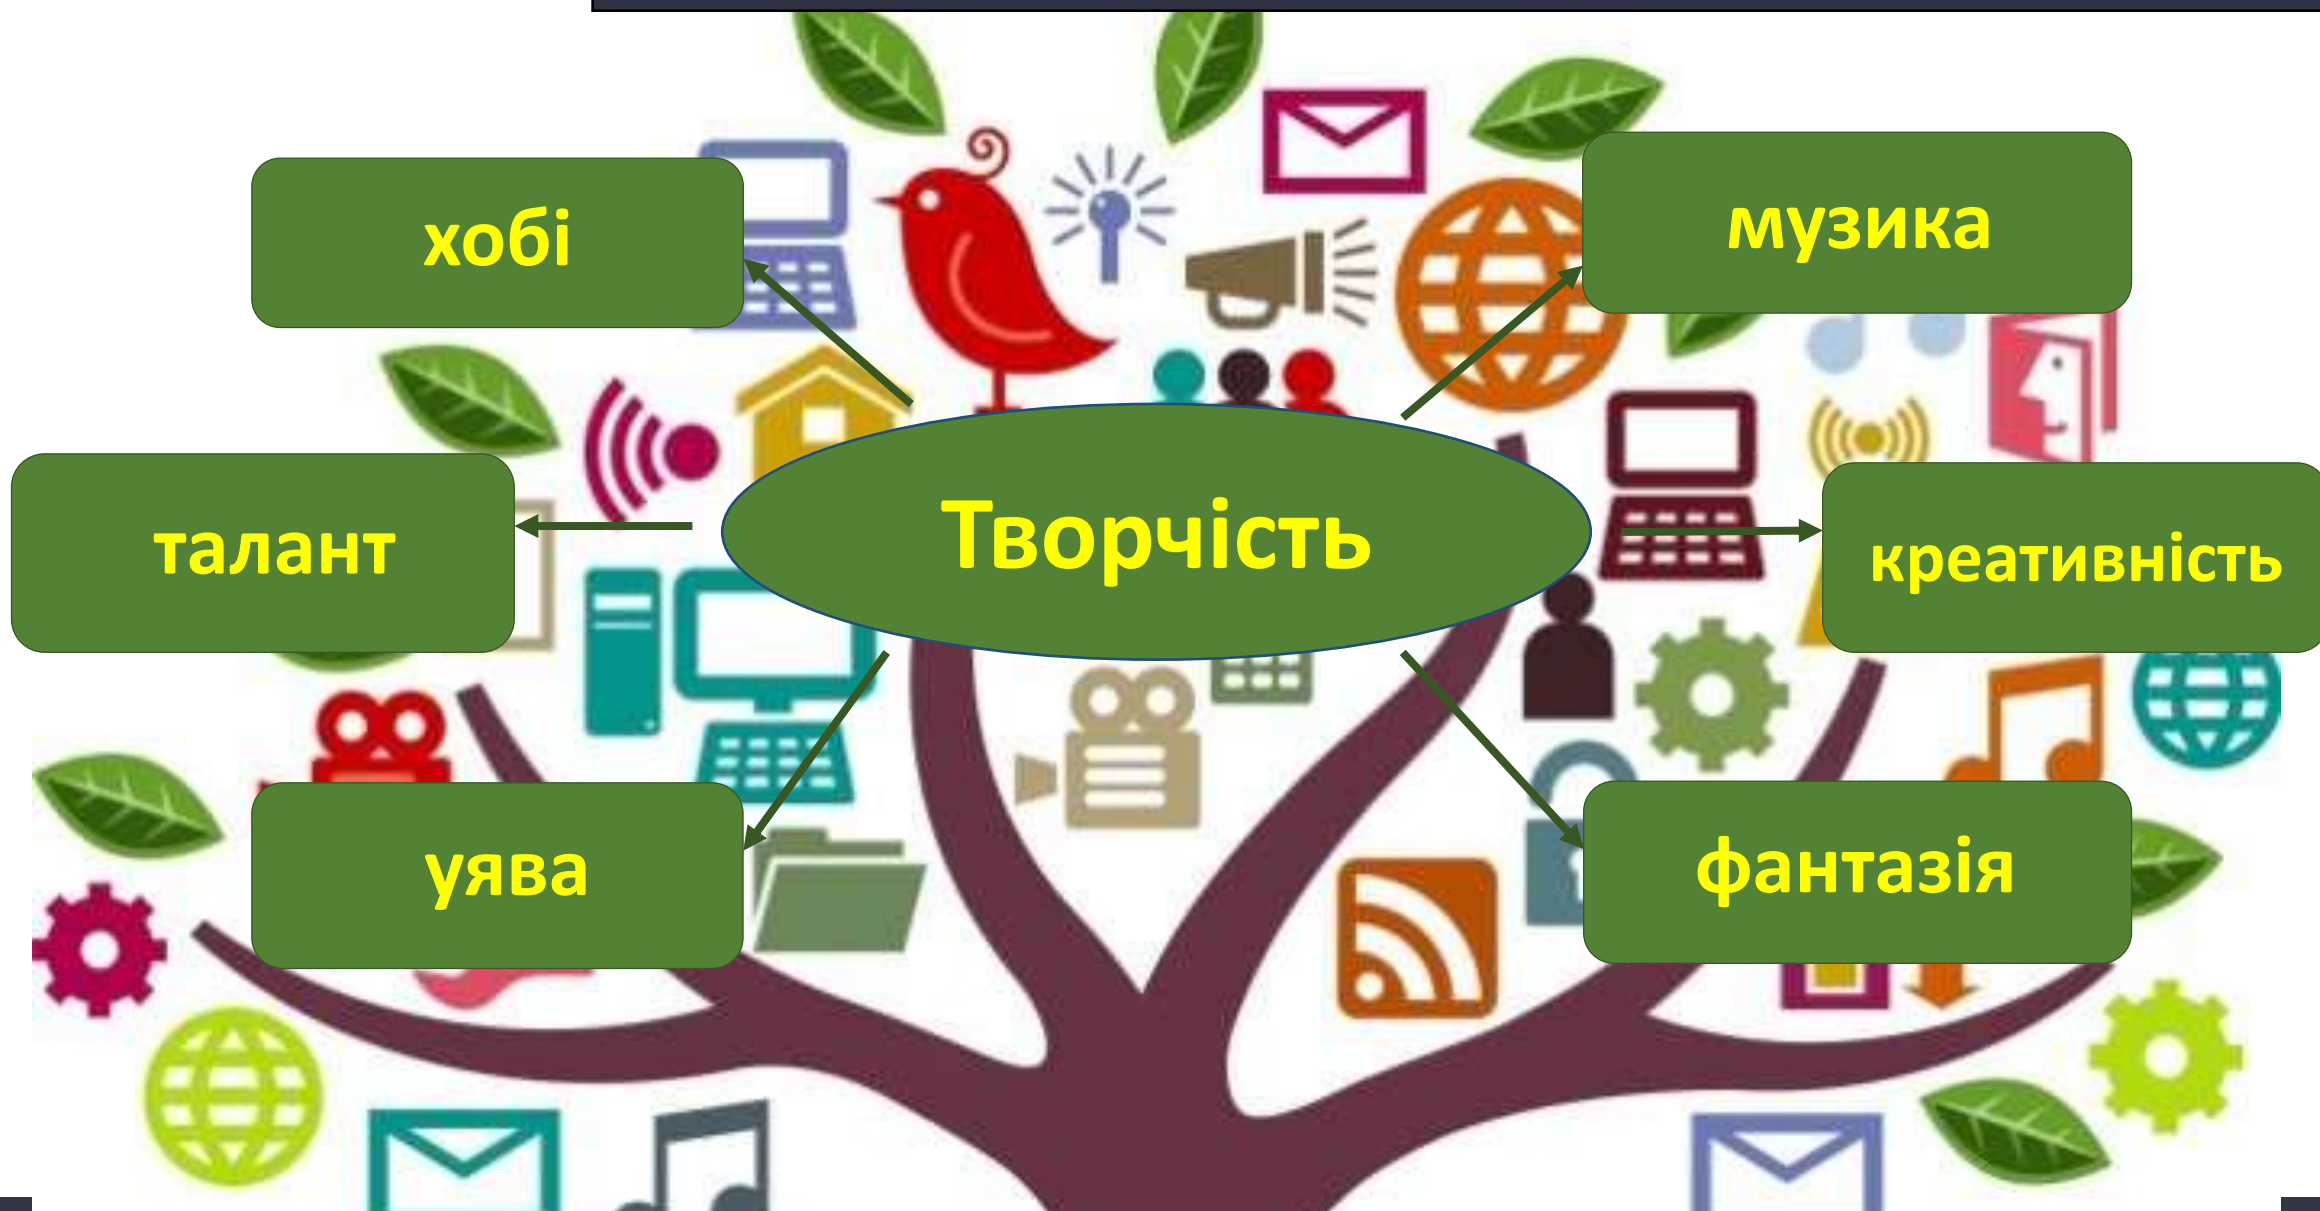 хобі
музика
Творчість
талант
креативність
уява
фантазія